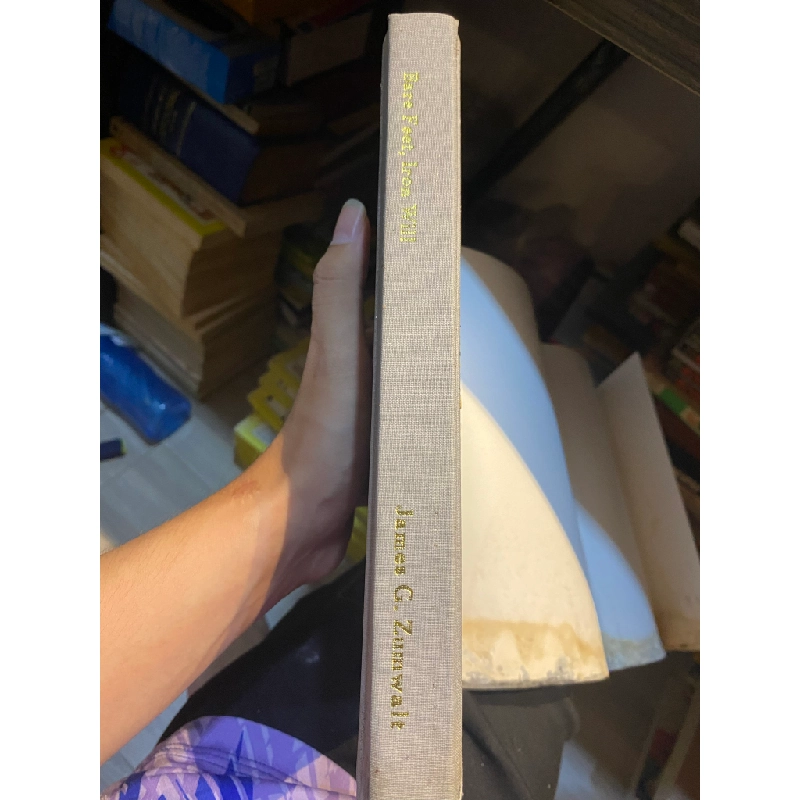 Bare Feet, Iron Will
James G. Zumwalt